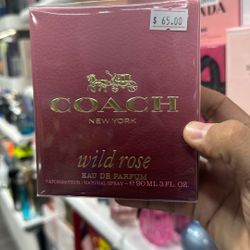 $ 65.00
COACH
NEW YORK
wild rose
EAU DE PARFUM
VAPORISATEUR • NATURAL SPRAY • ℮ 90 ML 3 FL. OZ.